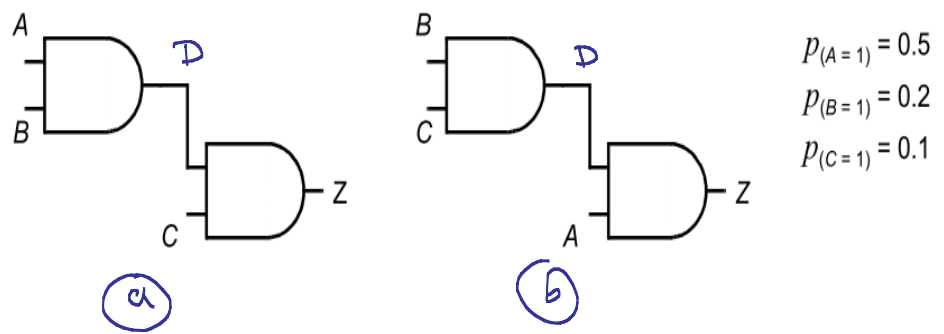 A
D
B
C
Z
a
B
D
C
A
Z
b
p(A = 1) = 0.5
p(B = 1) = 0.2
p(C = 1) = 0.1